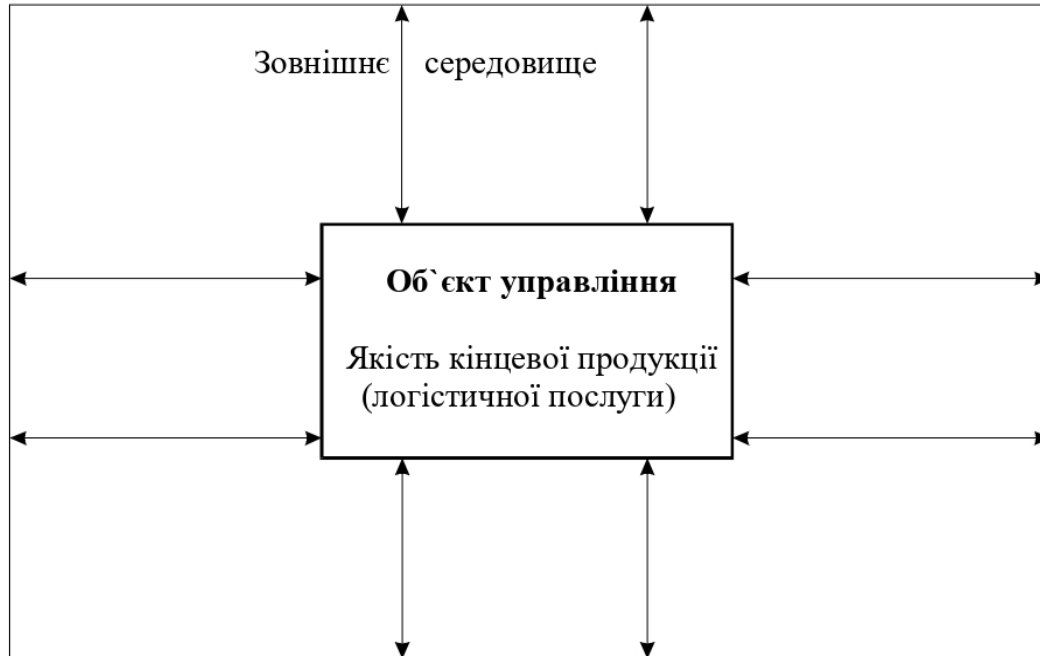 Зовнішнє середовище
Об`єкт управління
Якість кінцевої продукції
(логістичної послуги)